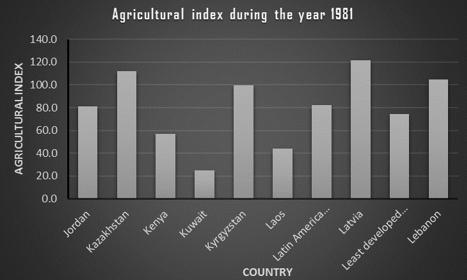 Agricultural index during the year 1981
AGRICULTURAL INDEX
140.0
120.0
100.0
80.0
60.0
40.0
20.0
0.0
Jordan
Kazakhstan
Kenya
Kuwait
Kyrgyzstan
Laos
Latin America...
Latvia
Least developed...
Lebanon
COUNTRY